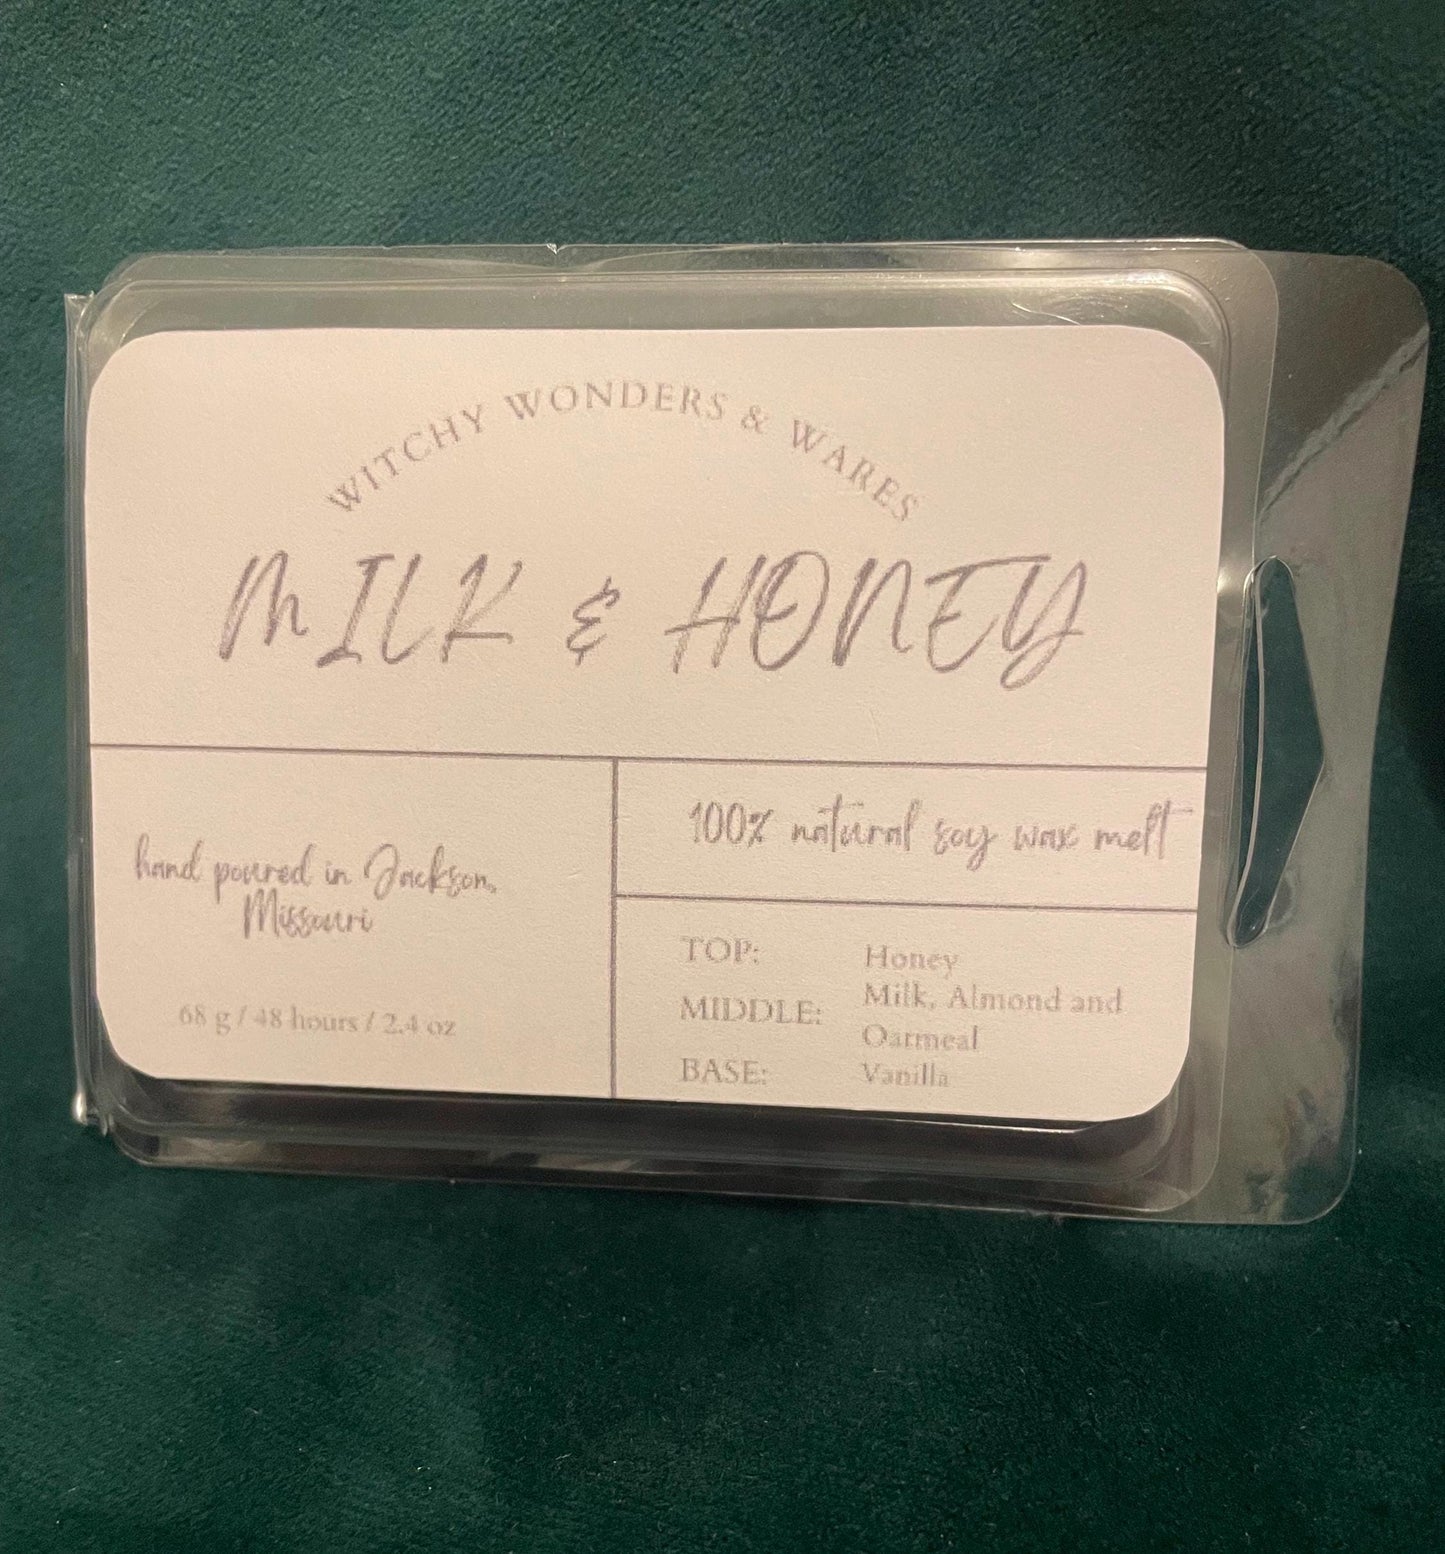 WITCHY WONDERS & WARES
MILK & HONEY
hand poured in Jackson,
Missouri
68 g / 48 hours / 2.4 oz
100% natural soy wax melt
TOP: Honey
MIDDLE: Milk, Almond and
Oatmeal
BASE: Vanilla